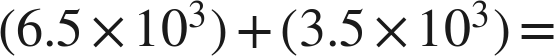 (6.5 × 10³) + (3.5 × 10³) =